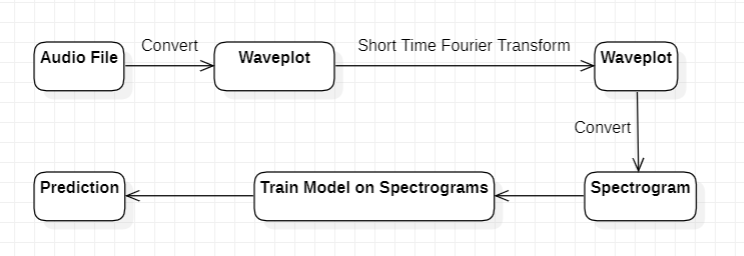 Convert
Short Time Fourier Transform
Audio File
Waveplot
Waveplot
Convert
Prediction
Train Model on Spectrograms
Spectrogram